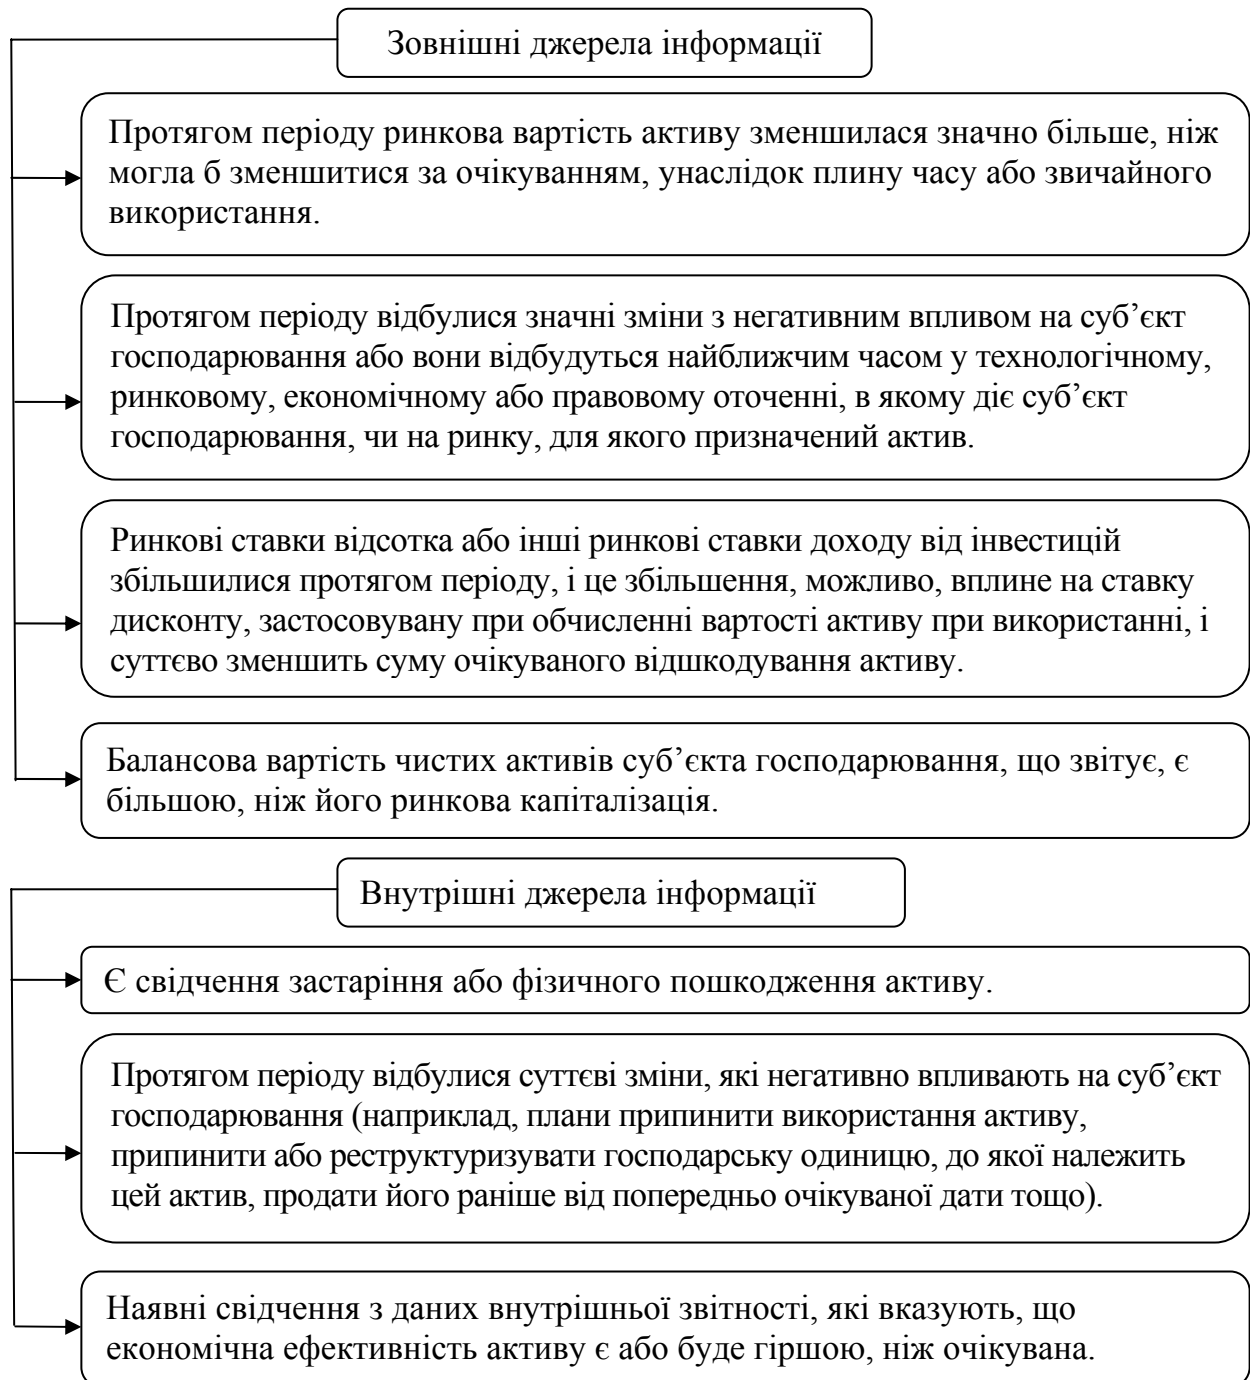 Зовнішні джерела інформації
Протягом періоду ринкова вартість активу зменшилася значно більше, ніж
могла б зменшитися за очікуванням, унаслідок плину часу або звичайного
використання.
Протягом періоду відбулися значні зміни з негативним впливом на суб’єкт
господарювання або вони відбудуться найближчим часом у технологічному,
ринковому, економічному або правовому оточенні, в якому діє суб’єкт
господарювання, чи на ринку, для якого призначений актив.
Ринкові ставки відсотка або інші ринкові ставки доходу від інвестицій
збільшилися протягом періоду, і це збільшення, можливо, вплине на ставку
дисконту, застосовувану при обчисленні вартості активу при використанні, і
суттєво зменшить суму очікуваного відшкодування активу.
Балансова вартість чистих активів суб’єкта господарювання, що звітує, є
більшою, ніж його ринкова капіталізація.
Внутрішні джерела інформації
Є свідчення застаріння або фізичного пошкодження активу.
Протягом періоду відбулися суттєві зміни, які негативно впливають на суб’єкт
господарювання (наприклад, плани припинити використання активу,
припинити або реструктуризувати господарську одиницю, до якої належить
цей актив, продати його раніше від попередньо очікуваної дати тощо).
Наявні свідчення з даних внутрішньої звітності, які вказують, що
економічна ефективність активу є або буде гіршою, ніж очікувана.